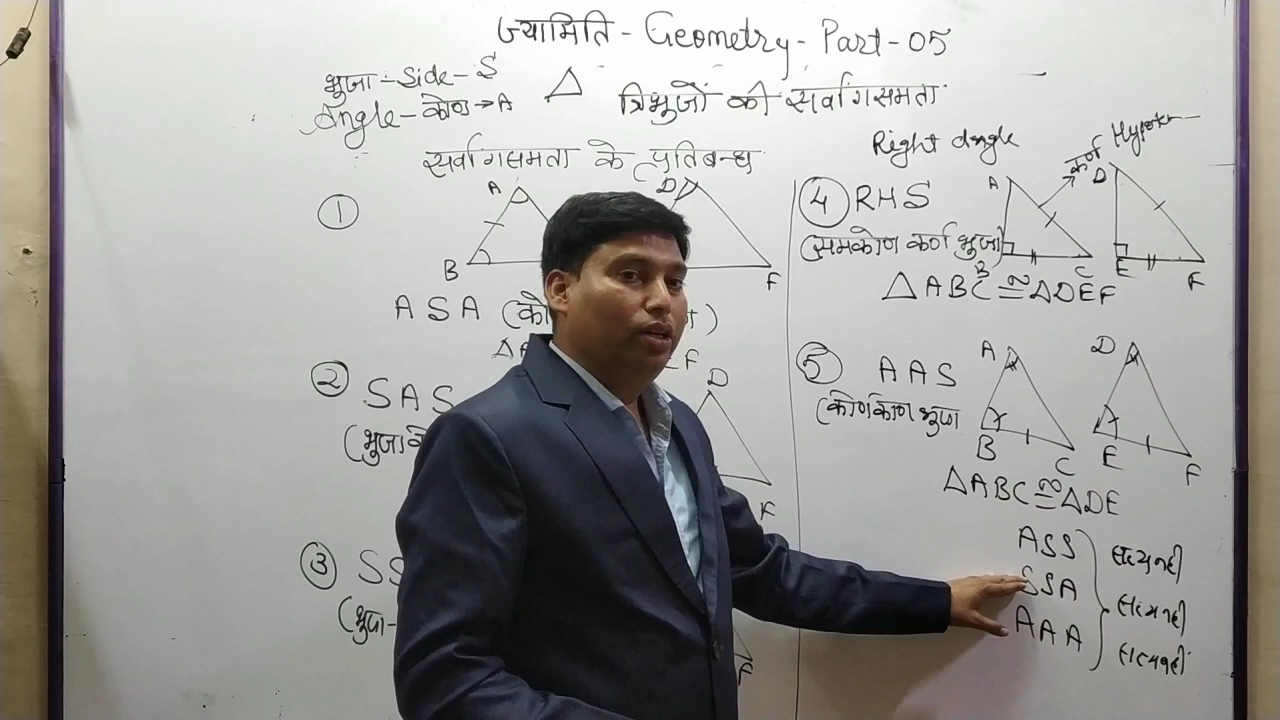 ज्यामिति - Geometry - Part - 05
भुजा - Side - S
Angle - कोण → A
△ त्रिभुजों की सर्वांगसमता
सर्वांगसमता के प्रतिबन्ध
①
A
D
B
F
ASA (को
)
△A
EF
② SAS
(भुजा को
D
F
③ SS
(भुजा -
F
Right angle
④ RHS
(समकोण कर्ण भुजा)
A
कर्ण
D
B
C
E
F
△ABC ≅ △DEF
⑤ AAS
(कोण कोण भुजा
A
D
B
C
E
F
△ABC ≅ △DE
ASS सत्य नहीं
SSA सत्य नहीं
AAA सत्य नहीं